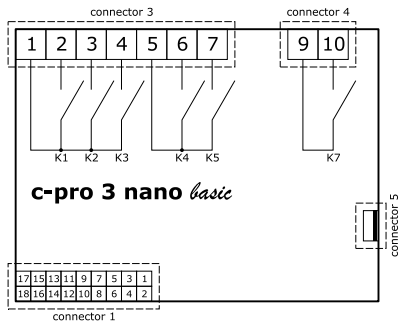 connector 3 connector 4
1 2 3 4 5 6 7 9 10
K1 K2 K3 K4 K5 K7
c-pro 3 nano basic
connector 5
17 15 13 11 9 7 5 3 1
18 16 14 12 10 8 6 4 2
connector 1